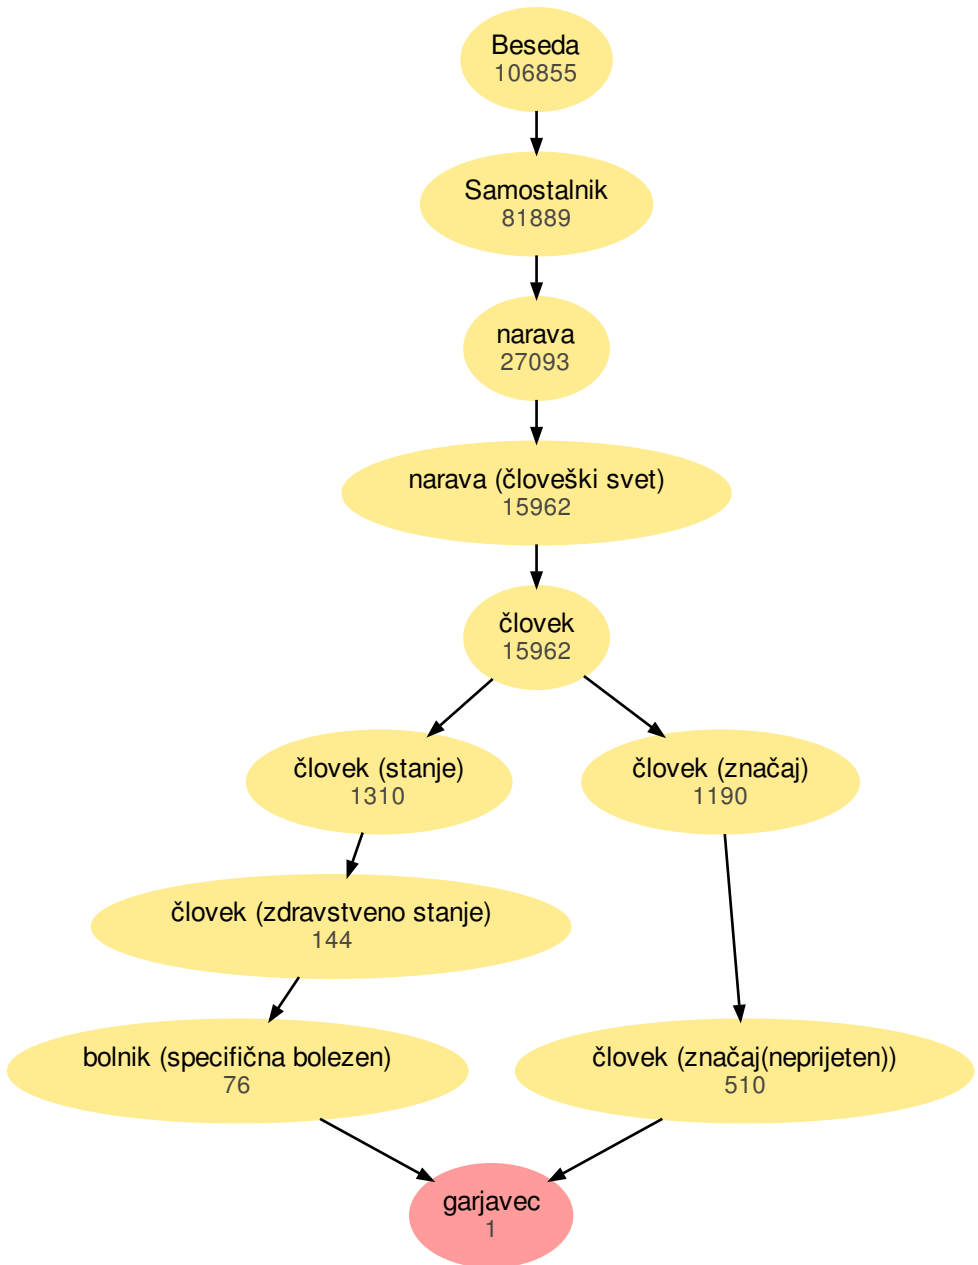 Beseda
106855
Samostalnik
81889
narava
27093
narava (človeški svet)
15962
človek
15962
človek (stanje)
1310
človek (značaj)
1190
človek (zdravstveno stanje)
144
bolnik (specifična bolezen)
76
človek (značaj(neprijeten))
510
garjavec
1